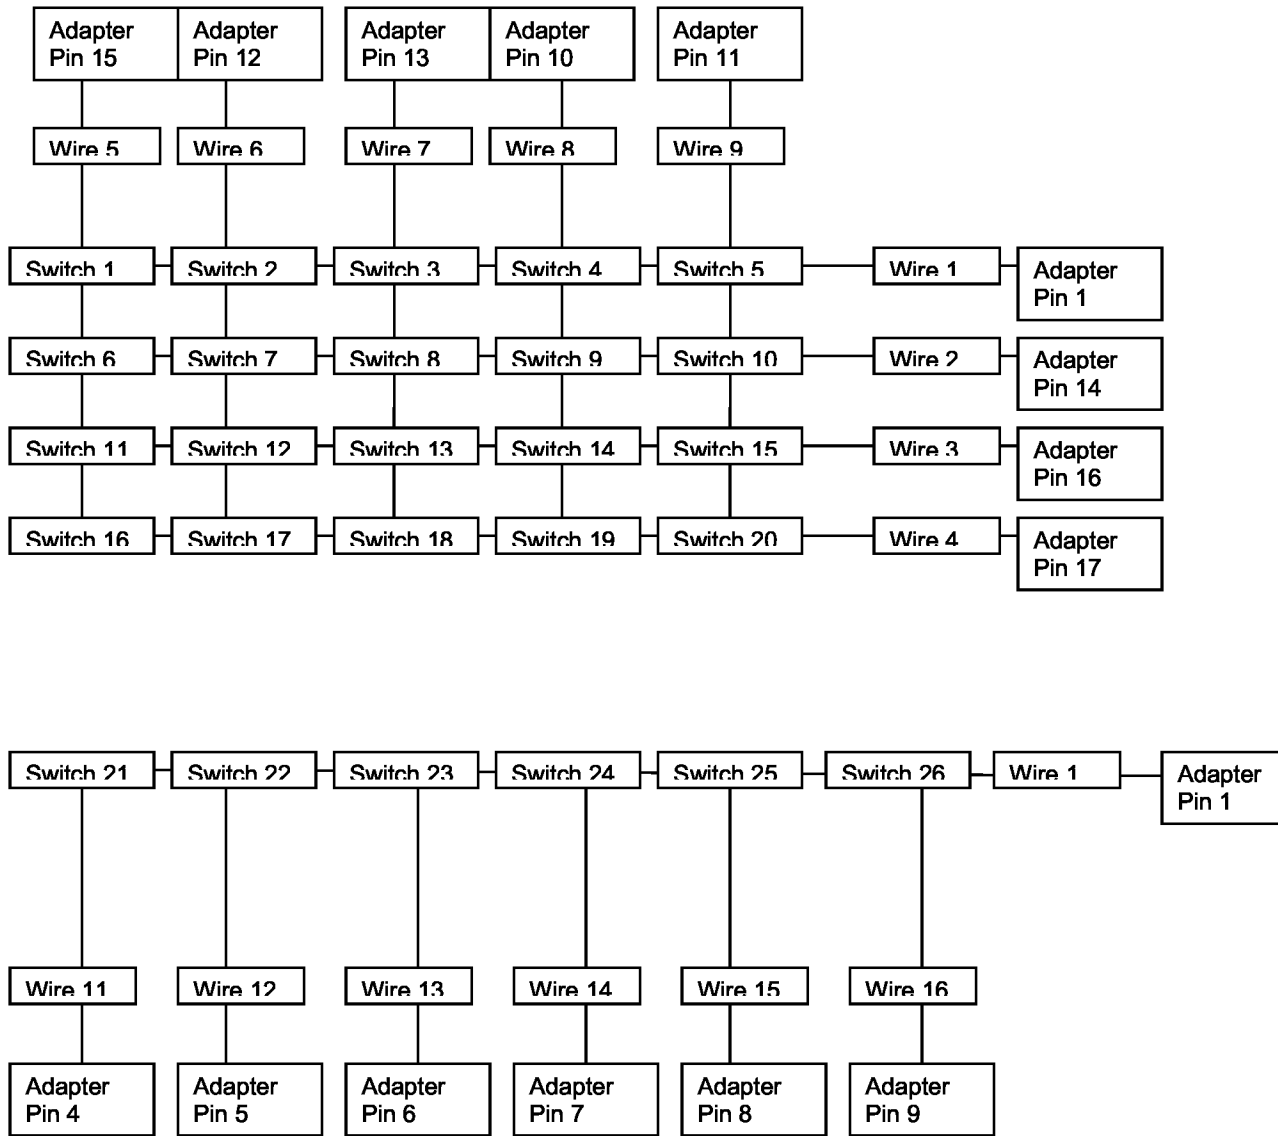 Adapter
Pin 15
Adapter
Pin 12
Adapter
Pin 13
Adapter
Pin 10
Adapter
Pin 11
Wire 5
Wire 6
Wire 7
Wire 8
Wire 9
Switch 1
Switch 2
Switch 3
Switch 4
Switch 5
Wire 1
Adapter
Pin 1
Switch 6
Switch 7
Switch 8
Switch 9
Switch 10
Wire 2
Adapter
Pin 14
Switch 11
Switch 12
Switch 13
Switch 14
Switch 15
Wire 3
Adapter
Pin 16
Switch 16
Switch 17
Switch 18
Switch 19
Switch 20
Wire 4
Adapter
Pin 17
Switch 21
Switch 22
Switch 23
Switch 24
Switch 25
Switch 26
Wire 1
Adapter
Pin 1
Wire 11
Wire 12
Wire 13
Wire 14
Wire 15
Wire 16
Adapter
Pin 4
Adapter
Pin 5
Adapter
Pin 6
Adapter
Pin 7
Adapter
Pin 8
Adapter
Pin 9